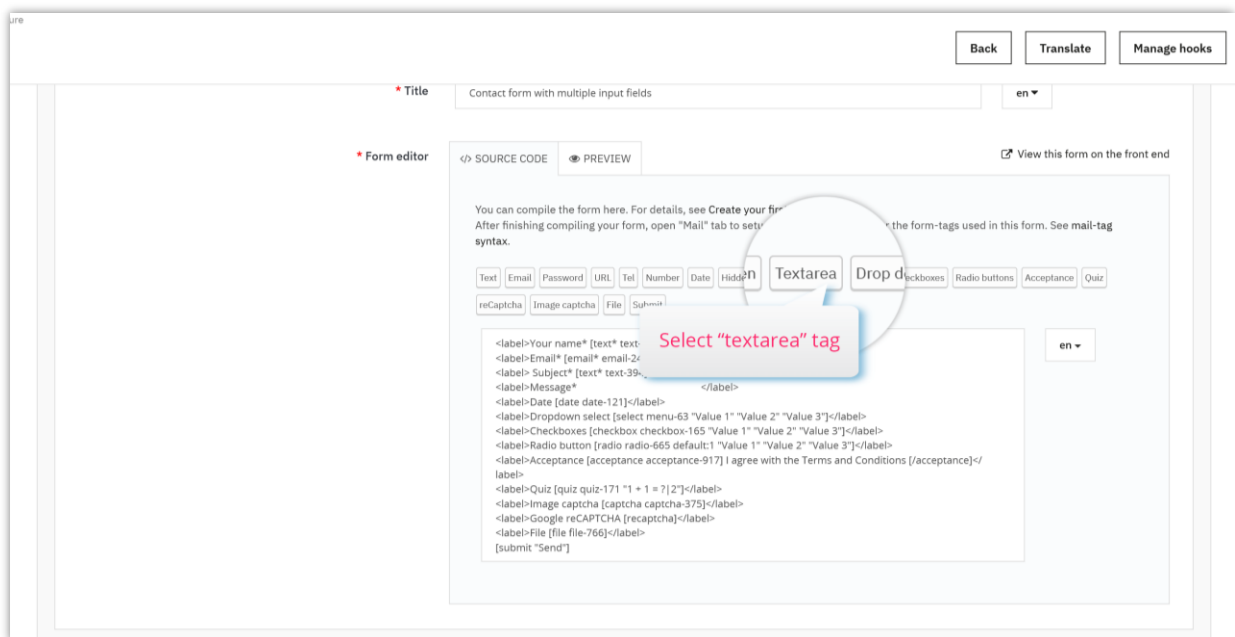 ure
Back Translate Manage hooks
* Title Contact form with multiple input fields en
* Form editor </> SOURCE CODE PREVIEW View this form on the front end
You can compile the form here. For details, see Create your
After finishing compiling your form, open "Mail" tab to the form-tags used in this form. See mail-tag
syntax.
Text Email Password URL Tel Number Date Textarea Drop Radio buttons Acceptance Quiz
reCaptcha Image captcha File Submit
Select “textarea” tag
<label>Your name* [text*
en
<label>Email* [email*
<label> Subject* [text*
<label>Message* </label>
<label>Date [date date-121]</label>
<label>Dropdown select [select menu-63 "Value 1" "Value 2" "Value 3"]</label>
<label>Checkboxes [checkbox checkbox-165 "Value 1" "Value 2" "Value 3"]</label>
<label>Radio button [radio radio-665 default:1 "Value 1" "Value 2" "Value 3"]</label>
<label>Acceptance [acceptance acceptance-917] I agree with the Terms and Conditions [/acceptance]</
label>
<label>Quiz [quiz quiz-171 "1 + 1 = ?|2"]</label>
<label>Image captcha [captcha captcha-375]</label>
<label>Google reCAPTCHA [recaptcha]</label>
<label>File [file file-766]</label>
[submit "Send"]